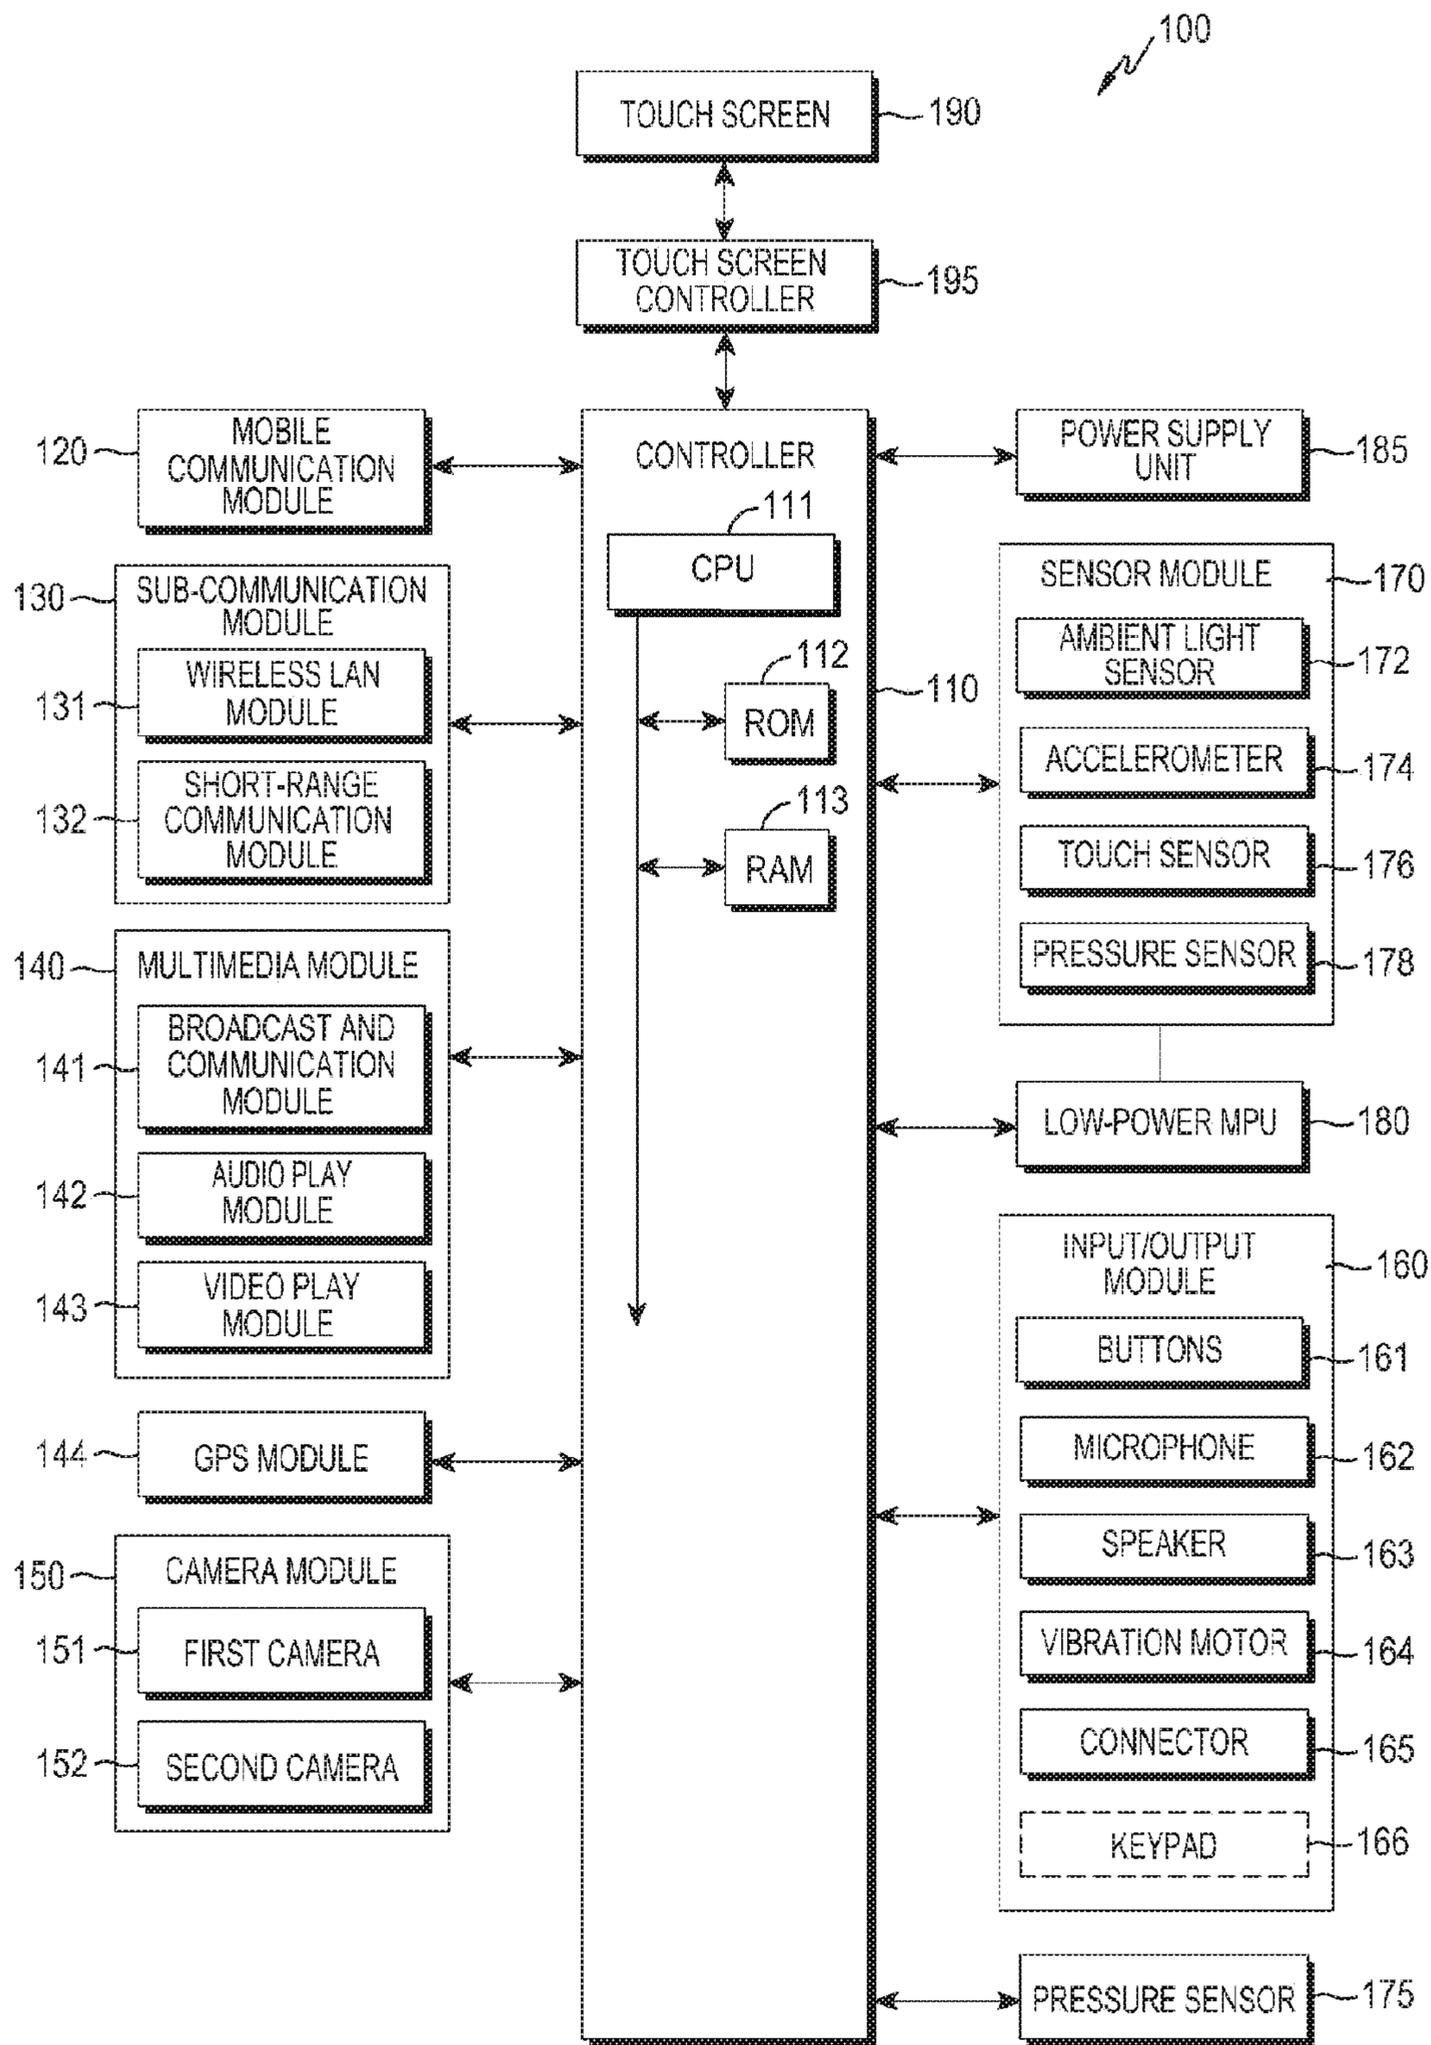 100
TOUCH SCREEN
190
TOUCH SCREEN
CONTROLLER
195
120
MOBILE
COMMUNICATION
MODULE
130
SUB-COMMUNICATION
MODULE
131
WIRELESS LAN
MODULE
132
SHORT-RANGE
COMMUNICATION
MODULE
140
MULTIMEDIA MODULE
141
BROADCAST AND
COMMUNICATION
MODULE
142
AUDIO PLAY
MODULE
143
VIDEO PLAY
MODULE
144
GPS MODULE
150
CAMERA MODULE
151
FIRST CAMERA
152
SECOND CAMERA
CONTROLLER
111
CPU
112
ROM
113
RAM
110
POWER SUPPLY
UNIT
185
SENSOR MODULE
170
AMBIENT LIGHT
SENSOR
172
ACCELEROMETER
174
TOUCH SENSOR
176
PRESSURE SENSOR
178
LOW-POWER MPU
180
INPUT/OUTPUT
MODULE
160
BUTTONS
161
MICROPHONE
162
SPEAKER
163
VIBRATION MOTOR
164
CONNECTOR
165
KEYPAD
166
PRESSURE SENSOR
175